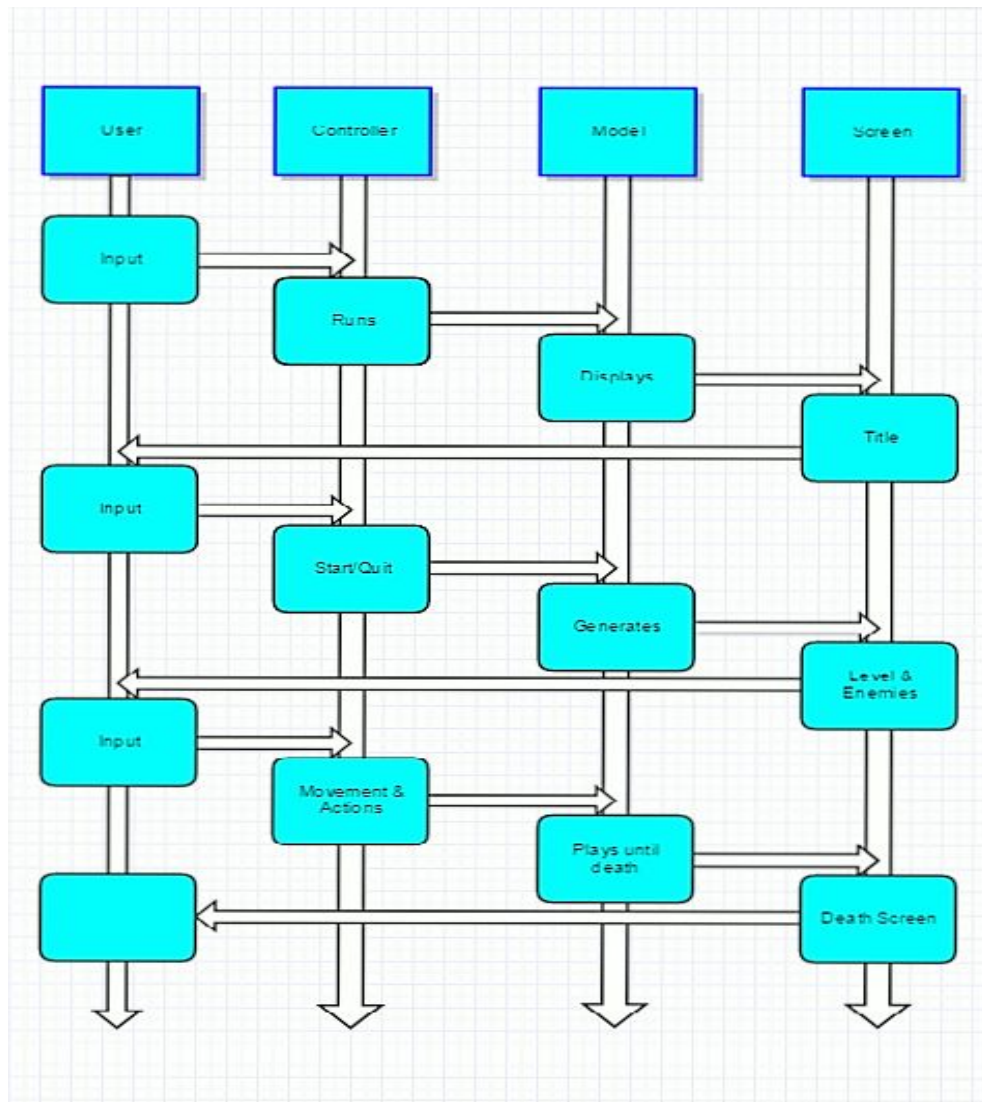 User
Controller
Model
Screen
Input
Runs
Displays
Title
Input
Start/Quit
Generates
Level &
Enemies
Input
Movement &
Actions
Plays until
death
Death Screen